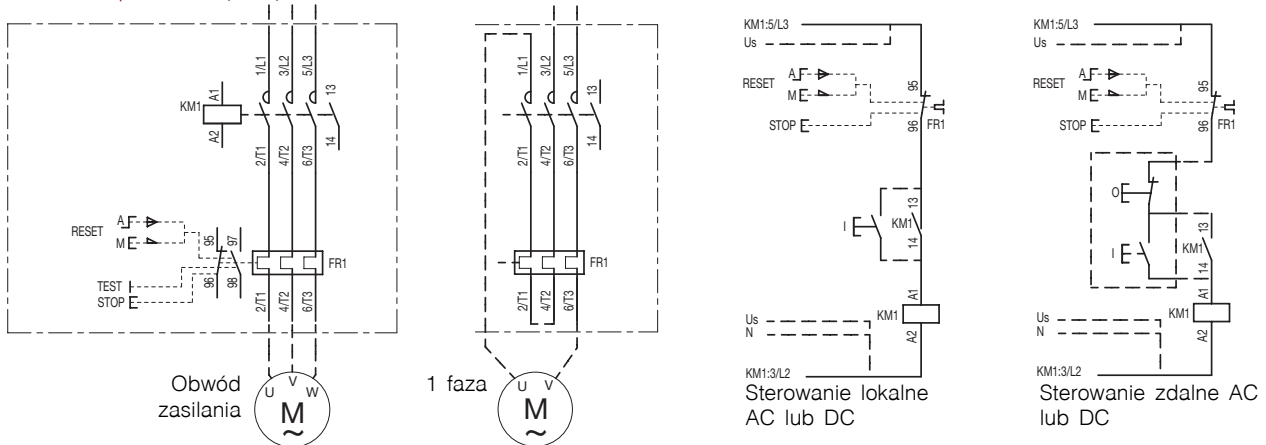 1/L1 3/L2 5/L3
A1
KM1
A2
13
14
2/T1 4/T2 6/T3
A
RESET
M
TEST
STOP
95 97
96 98
FR1
2/T1 4/T2 6/T3
Obwód
zasilania
U V W
M
~
1/L1 3/L2 5/L3
13
14
2/T1 4/T2 6/T3
FR1
2/T1 4/T2 6/T3
1 faza
U V
M
~
KM1:5/L3
Us
RESET
A
M
STOP
95
96
FR1
I
13
KM1
14
A1
KM1
A2
Us
N
KM1:3/L2
Sterowanie lokalne
AC lub DC
KM1:5/L3
Us
RESET
A
M
STOP
95
96
FR1
O
I
13
KM1
14
A1
KM1
A2
Us
N
KM1:3/L2
Sterowanie zdalne AC
lub DC